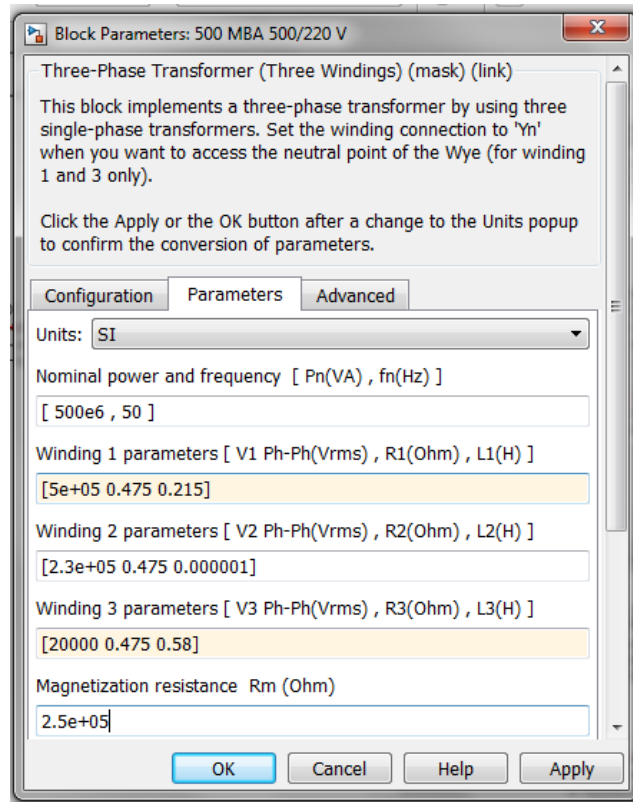 Block Parameters: 500 MBA 500/220 V
Three-Phase Transformer (Three Windings) (mask) (link)
This block implements a three-phase transformer by using three
single-phase transformers. Set the winding connection to 'Yn'
when you want to access the neutral point of the Wye (for winding
1 and 3 only).
Click the Apply or the OK button after a change to the Units popup
to confirm the conversion of parameters.
Configuration Parameters Advanced
Units: SI
Nominal power and frequency [ Pn(VA) , fn(Hz) ]
[ 500e6 , 50 ]
Winding 1 parameters [ V1 Ph-Ph(Vrms) , R1(Ohm) , L1(H) ]
[5e+05 0.475 0.215]
Winding 2 parameters [ V2 Ph-Ph(Vrms) , R2(Ohm) , L2(H) ]
[2.3e+05 0.475 0.000001]
Winding 3 parameters [ V3 Ph-Ph(Vrms) , R3(Ohm) , L3(H) ]
[20000 0.475 0.58]
Magnetization resistance Rm (Ohm)
2.5e+05
OK Cancel Help Apply